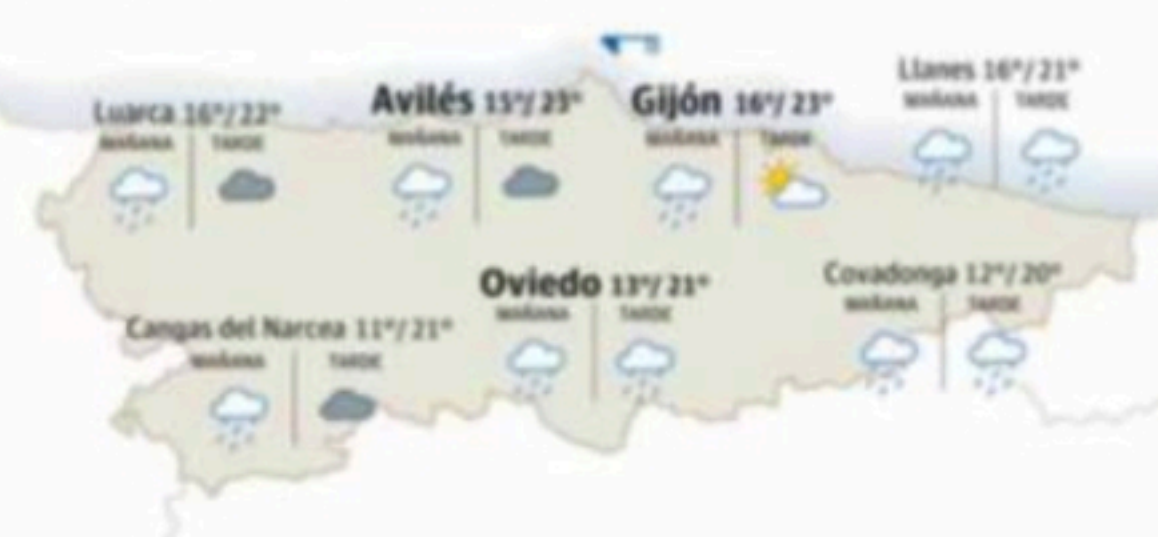 Llanes 16°/21°
MAÑANA TARDE
Luarca 16°/22°
MAÑANA TARDE
Avilés 15°/23°
MAÑANA TARDE
Gijón 16°/23°
MAÑANA TARDE
Oviedo 13°/21°
MAÑANA TARDE
Covadonga 12°/20°
MAÑANA TARDE
Cangas del Narcea 11°/21°
MAÑANA TARDE